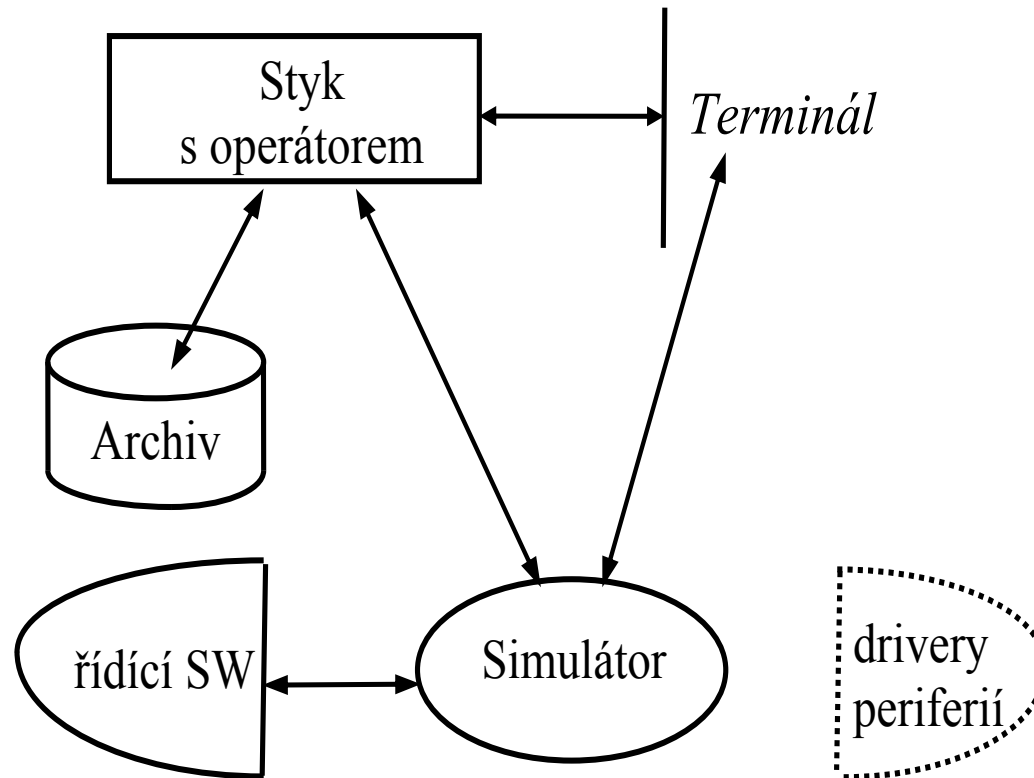 Styk
s operátorem
Terminál
Archiv
řídící SW
Simulátor
drivery
periferií